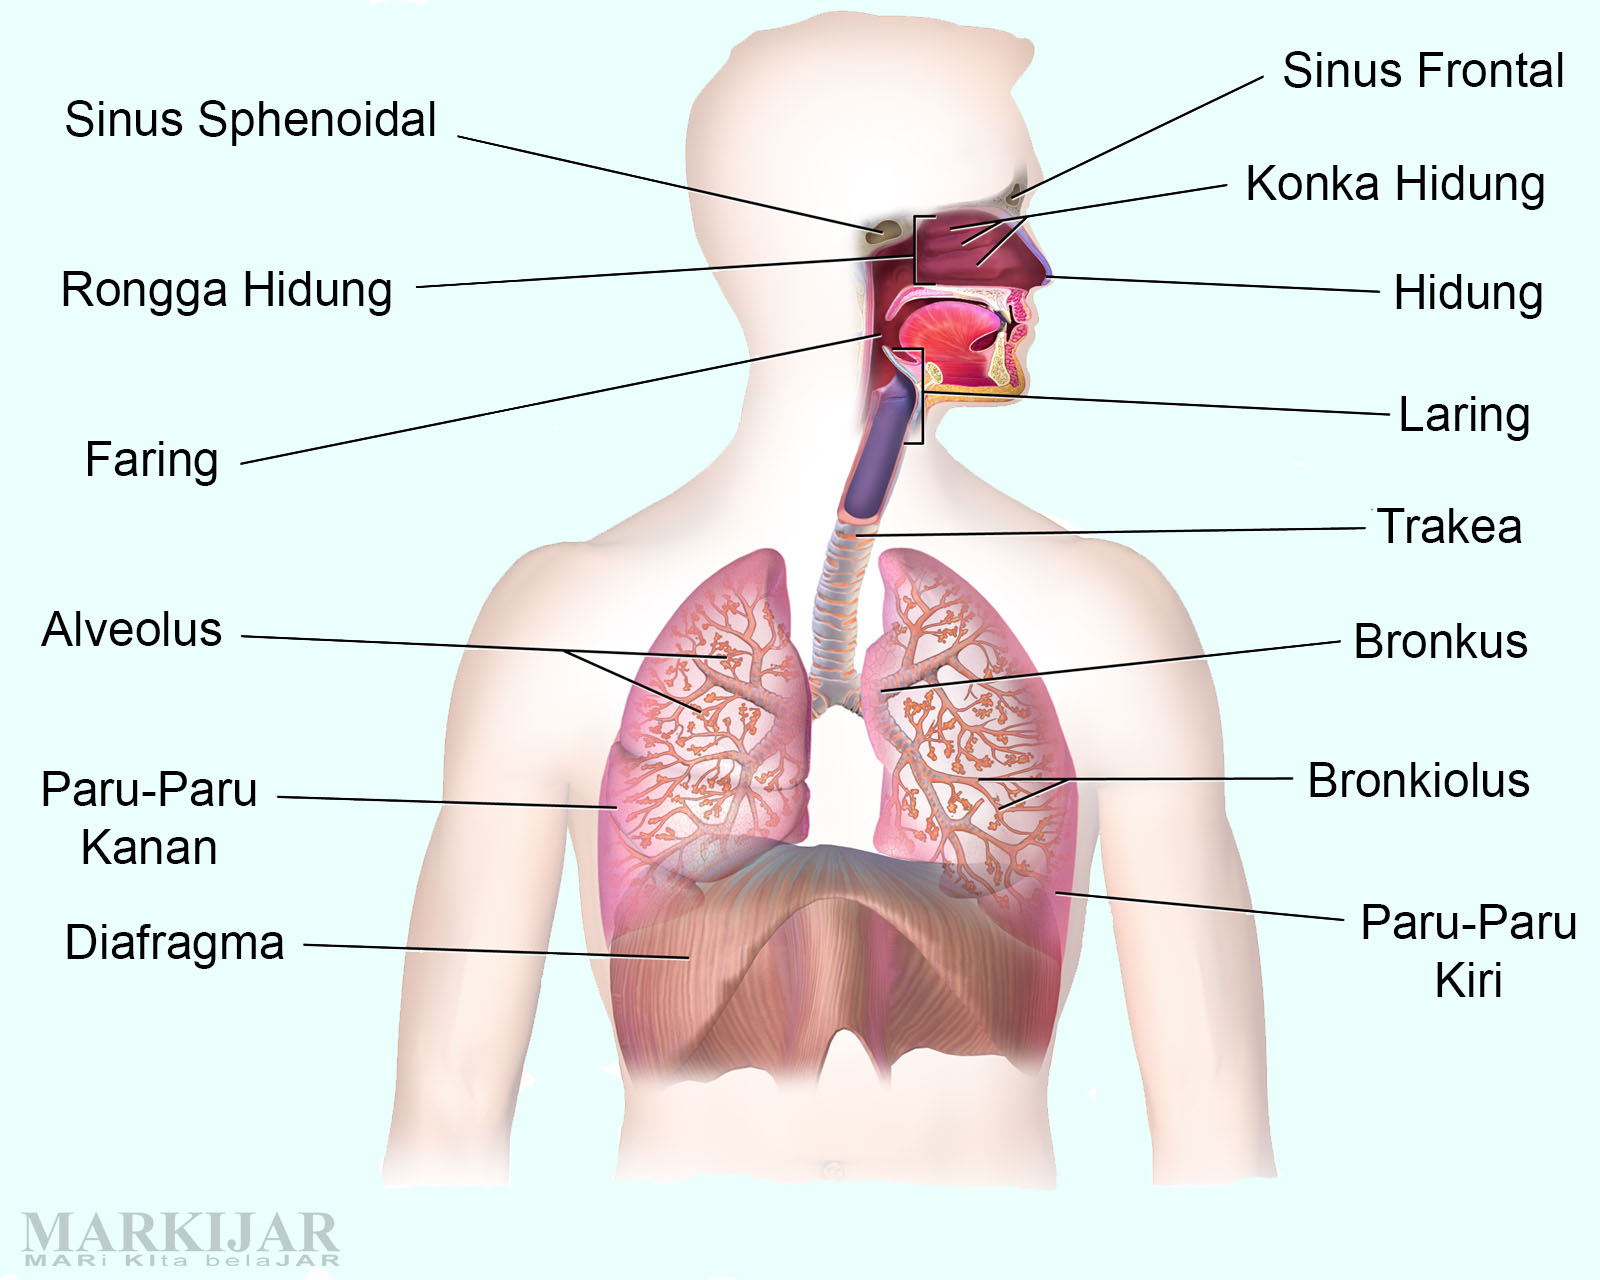 Sinus Sphenoidal
Rongga Hidung
Faring
Alveolus
Paru-Paru
Kanan
Diafragma
Sinus Frontal
Konka Hidung
Hidung
Laring
Trakea
Bronkus
Bronkiolus
Paru-Paru
Kiri
MARKIJAR
MARi KIta belaJAR